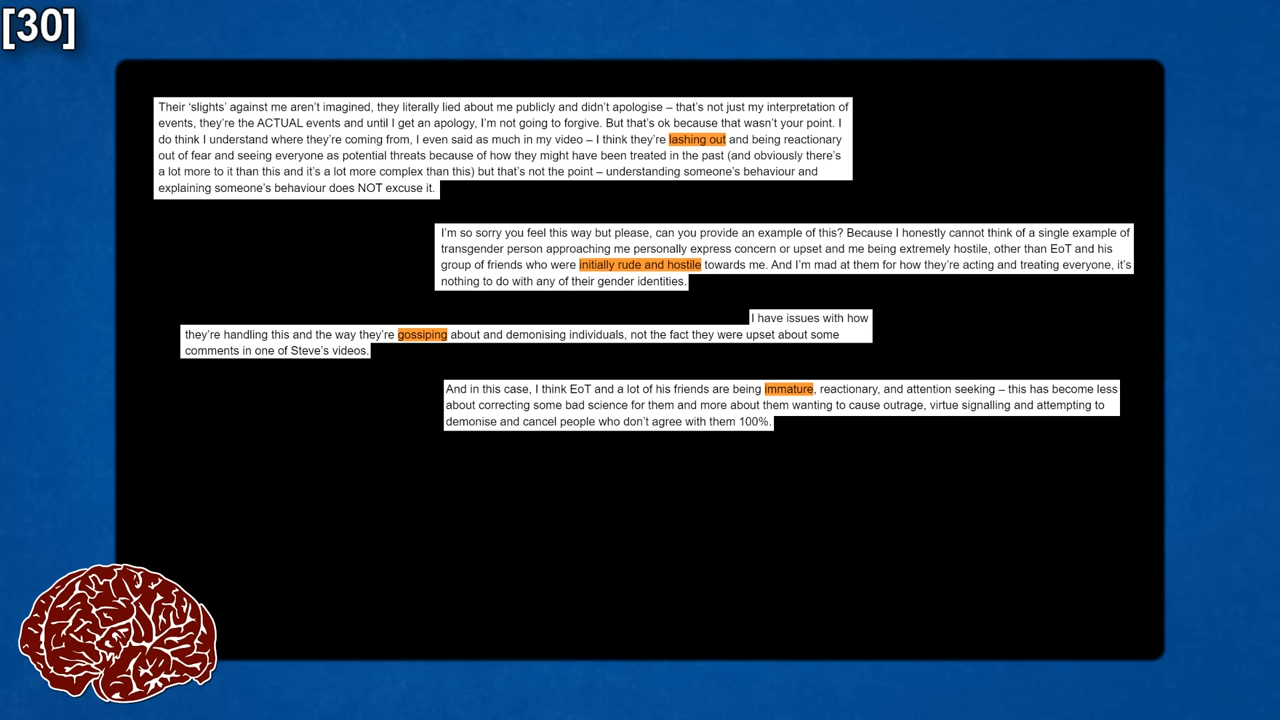 [30]
Their ‘slights’ against me aren’t imagined, they literally lied about me publicly and didn’t apologise – that’s not just my interpretation of
events, they’re the ACTUAL events and until I get an apology, I’m not going to forgive. But that’s ok because that wasn’t your point. I
do think I understand where they’re coming from, I even said as much in my video – I think they’re lashing out and being reactionary
out of fear and seeing everyone as potential threats because of how they might have been treated in the past (and obviously there’s
a lot more to it than this and it’s a lot more complex than this) but that’s not the point – understanding someone’s behaviour and
explaining someone’s behaviour does NOT excuse it.
I’m so sorry you feel this way but please, can you provide an example of this? Because I honestly cannot think of a single example of
transgender person approaching me personally express concern or upset and me being extremely hostile, other than EoT and his
group of friends who were initially rude and hostile towards me. And I’m mad at them for how they’re acting and treating everyone, it’s
nothing to do with any of their gender identities.
I have issues with how
they’re handling this and the way they’re gossiping about and demonising individuals, not the fact they were upset about some
comments in one of Steve’s videos.
And in this case, I think EoT and a lot of his friends are being immature, reactionary, and attention seeking – this has become less
about correcting some bad science for them and more about them wanting to cause outrage, virtue signalling and attempting to
demonise and cancel people who don’t agree with them 100%.